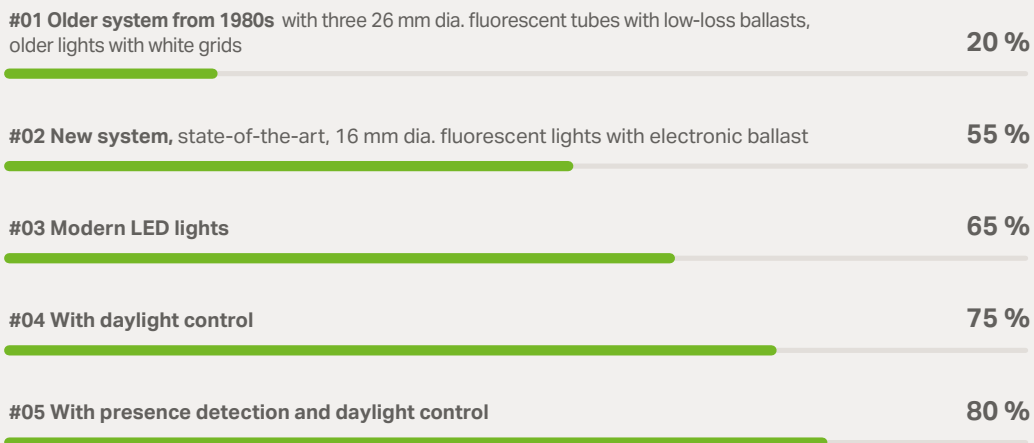 #01 Older system from 1980s with three 26 mm dia. fluorescent tubes with low-loss ballasts,
older lights with white grids
20 %
#02 New system, state-of-the-art, 16 mm dia. fluorescent lights with electronic ballast
55 %
#03 Modern LED lights
65 %
#04 With daylight control
75 %
#05 With presence detection and daylight control
80 %